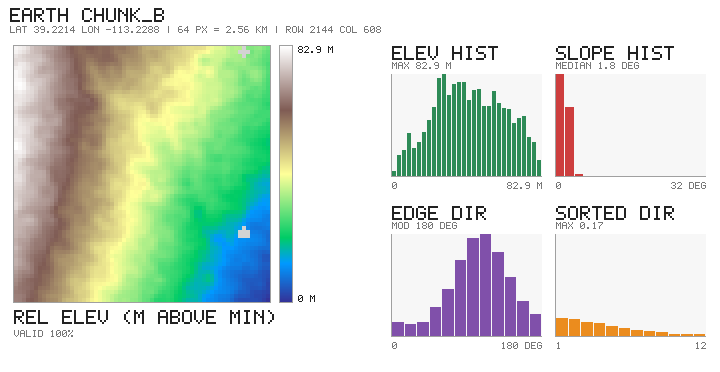 EARTH CHUNK_B
LAT 39.2214 LON -113.2288 | 64 PX = 2.56 KM | ROW 2144 COL 608
82.9 M
0 M
REL ELEV (M ABOVE MIN)
VALID 100%
ELEV HIST
MAX 82.9 M
0 82.9 M
SLOPE HIST
MEDIAN 1.8 DEG
0 32 DEG
EDGE DIR
MOD 180 DEG
0 180 DEG
SORTED DIR
MAX 0.17
1 12